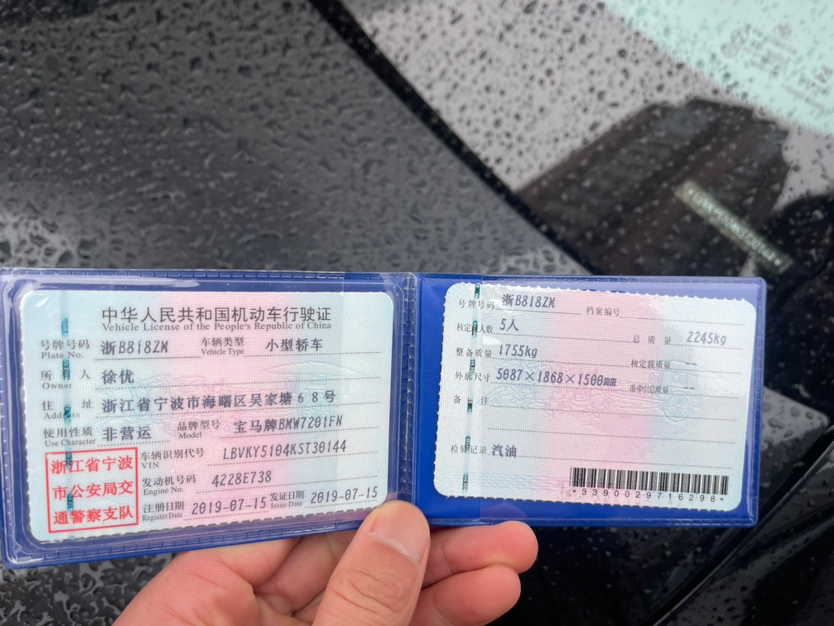 中华人民共和国机动车行驶证
Vehicle License of the People's Republic of China
号牌号码 浙B818ZM 车辆类型 小型轿车
Plate No. Vehicle Type
所有人 徐优
Owner
住址 浙江省宁波市海曙区吴家塘68号
Address
使用性质 非营运 品牌型号 宝马牌BMW7201FN
Use Character Model
浙江省宁波
市公安局交
通警察支队
车辆识别代号 LBVKY5104KST30144
VIN
发动机号码 4228E738
Engine No.
注册日期 2019-07-15 发证日期 2019-07-15
Register Date Issue Date
号牌号码 浙B818ZM 档案编号
核定载人数 5人 总质量 2245kg
整备质量 1755kg 核定载质量 --
外廓尺寸 5087×1868×1500mm 准牵引总质量 --
备注
检验记录 汽油
*3390029716298*